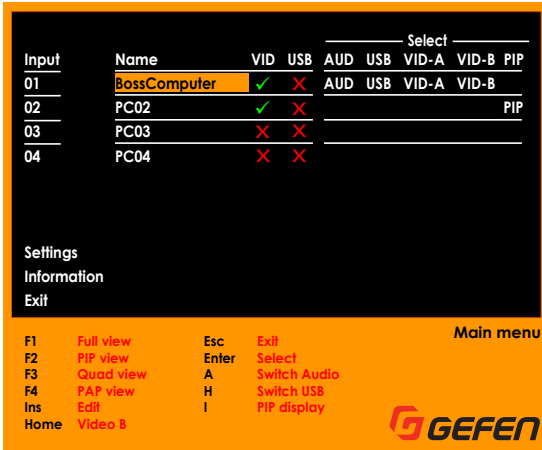 Select
Input Name VID USB AUD USB VID-A VID-B PIP
01 BossComputer ✓ X AUD USB VID-A VID-B
02 PC02 ✓ X PIP
03 PC03 X X
04 PC04 X X
Settings
Information
Exit
Main menu
F1 Full view Esc Exit
F2 PIP view Enter Select
F3 Quad view A Switch Audio
F4 PAP view H Switch USB
Ins Edit I PIP display
Home Video B
GEFEN